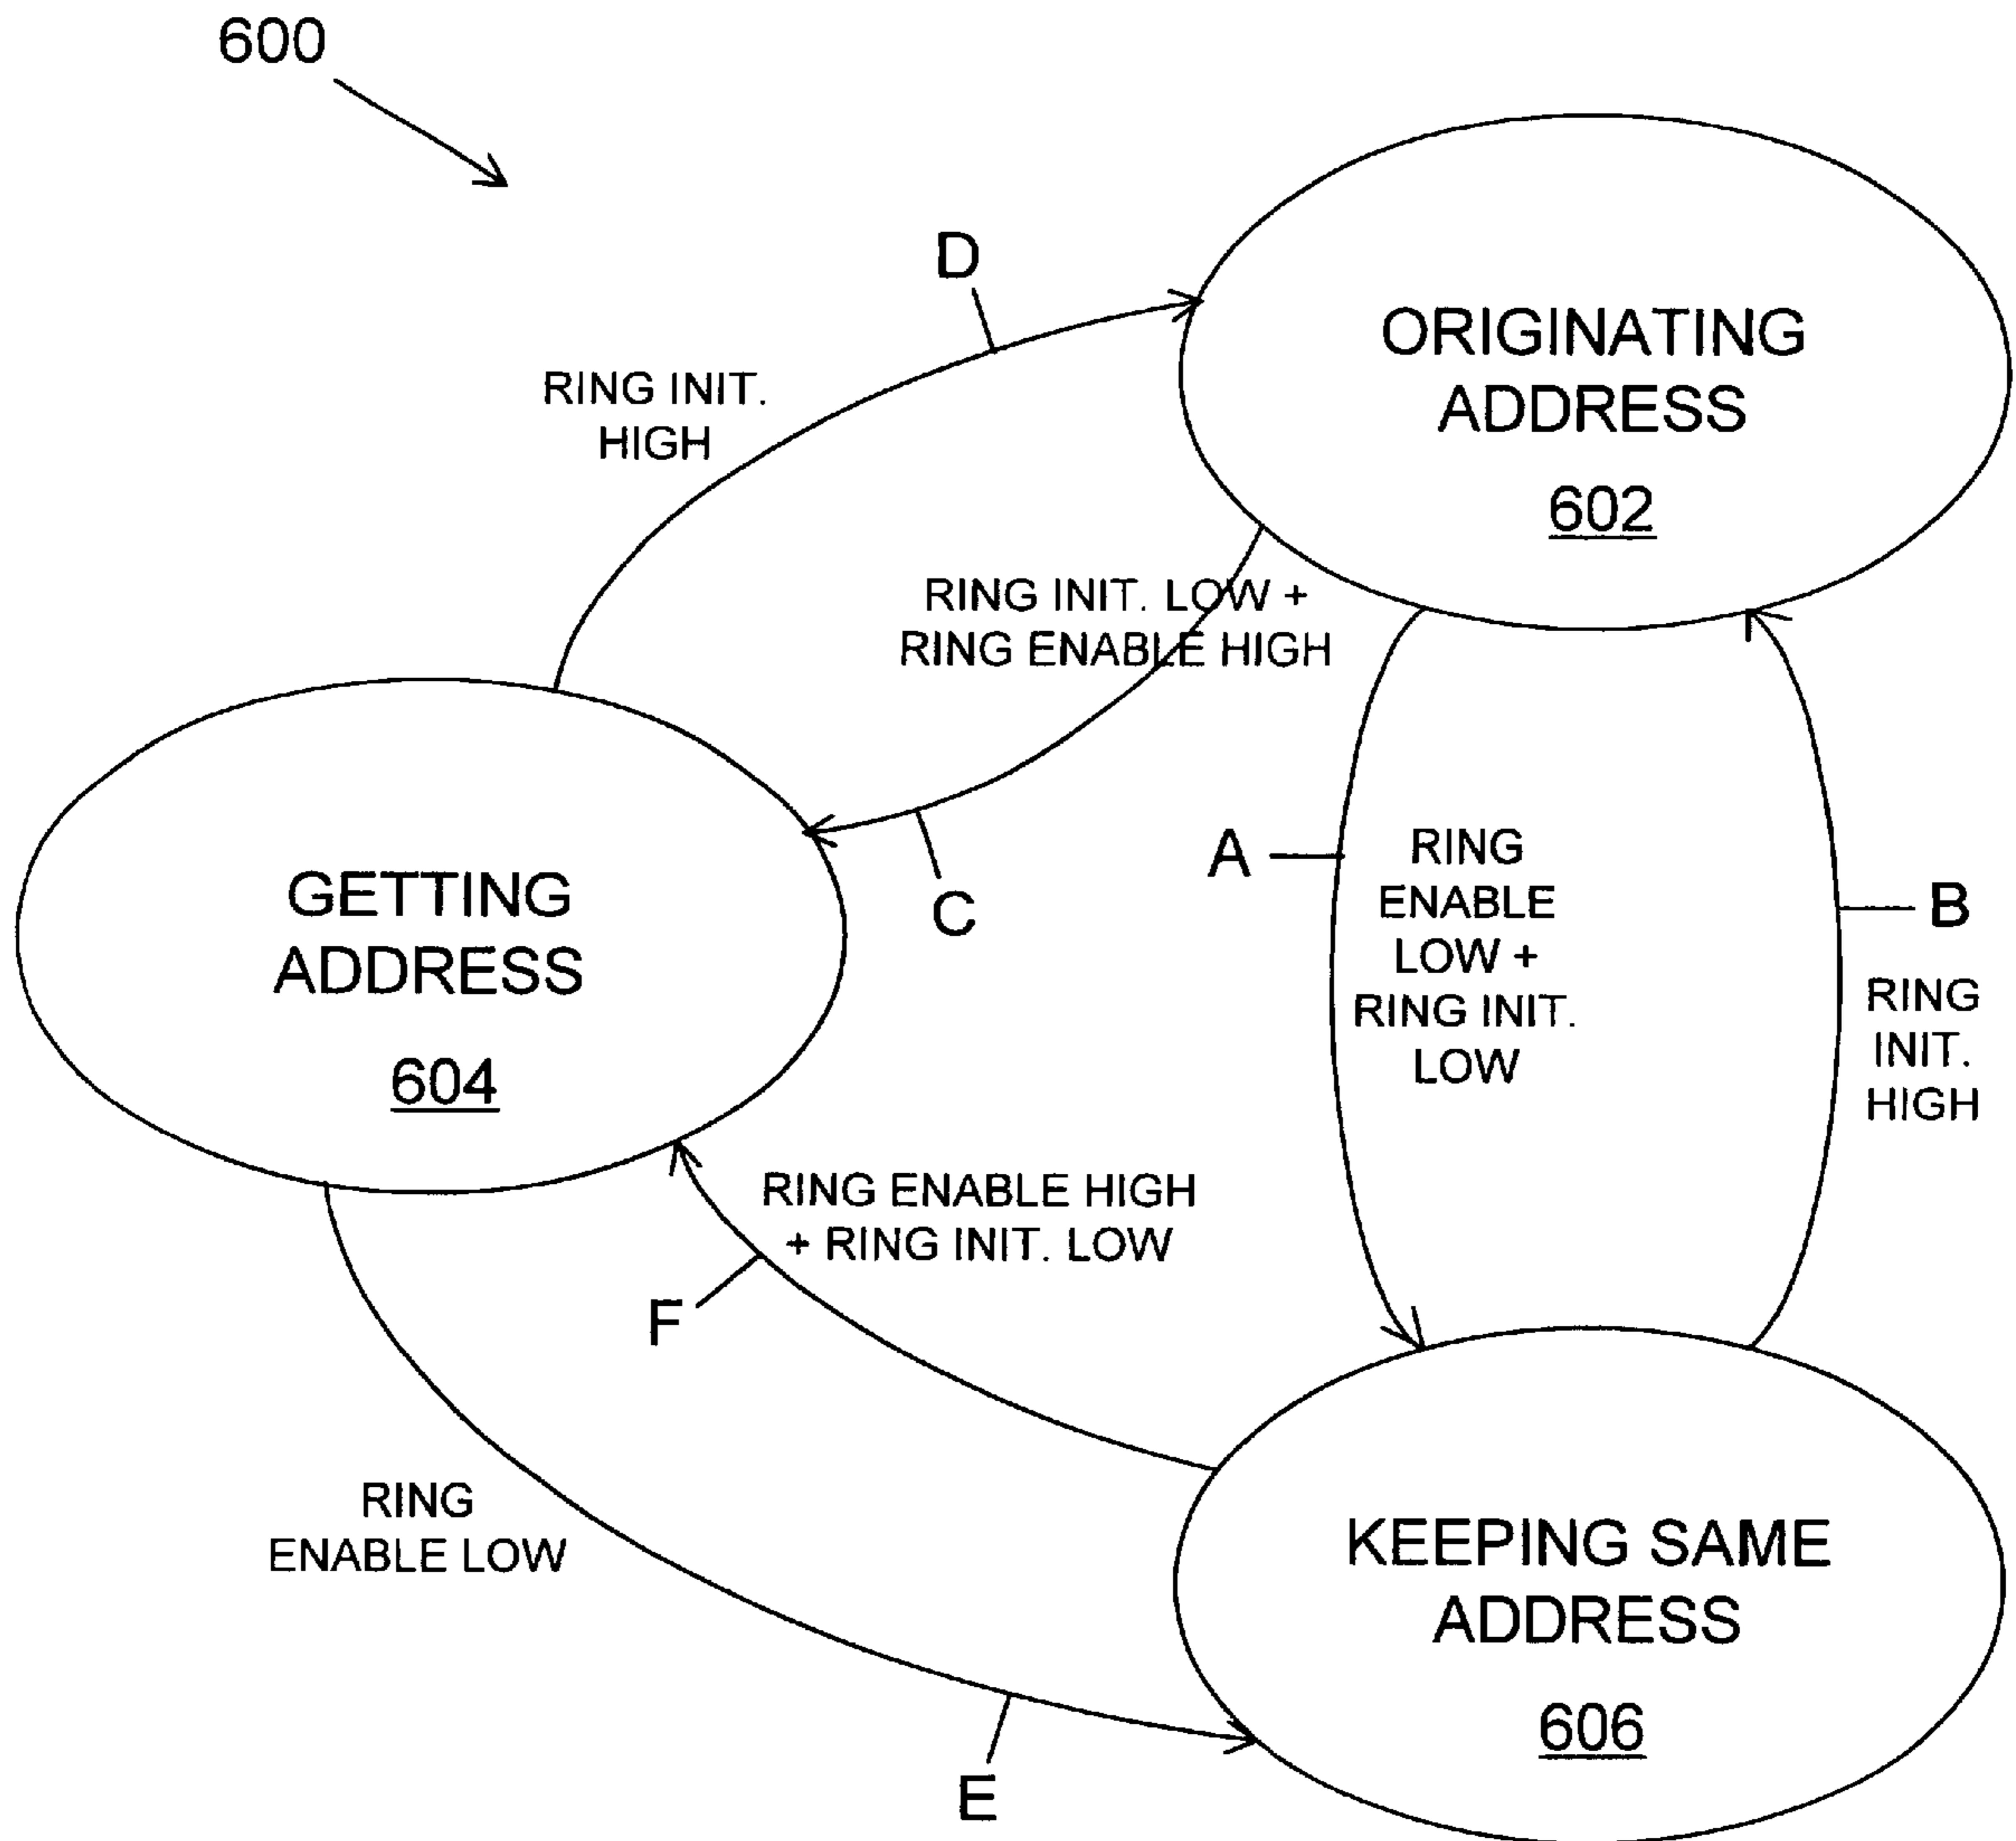 600
D
RING INIT.
HIGH
ORIGINATING
ADDRESS
602
RING INIT. LOW +
RING ENABLE HIGH
C
A
RING
ENABLE
LOW +
RING INIT.
LOW
B
RING
INIT.
HIGH
GETTING
ADDRESS
604
RING ENABLE HIGH
+ RING INIT. LOW
F
RING
ENABLE LOW
E
KEEPING SAME
ADDRESS
606